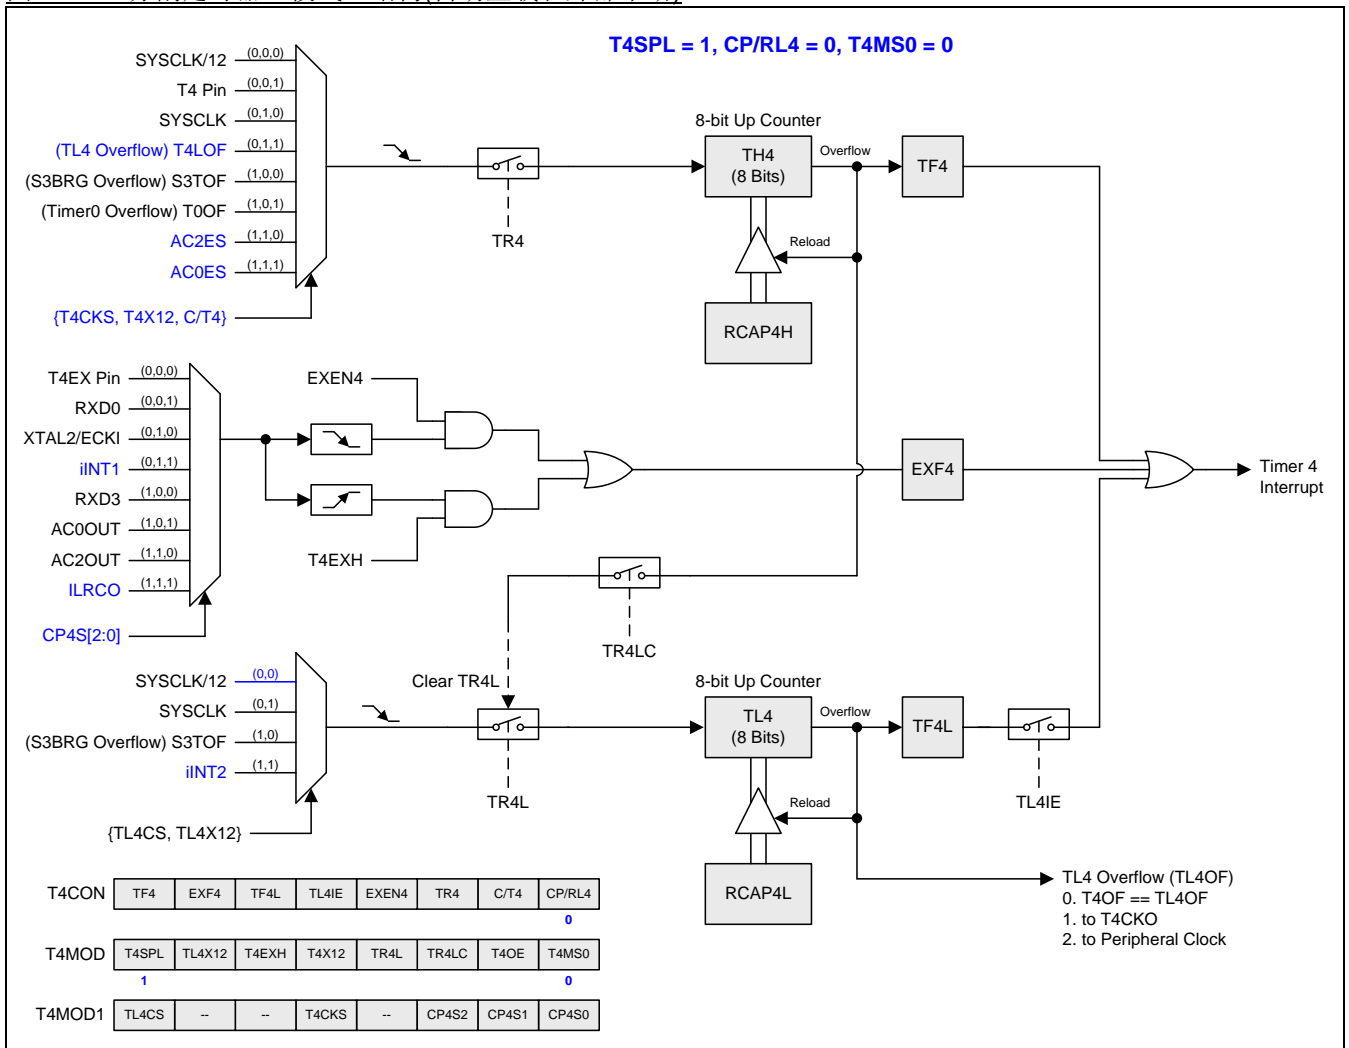 T4SPL = 1, CP/RL4 = 0, T4MS0 = 0
SYSCLK/12 (0,0,0)
T4 Pin (0,0,1)
SYSCLK (0,1,0)
(TL4 Overflow) T4LOF (0,1,1)
(S3BRG Overflow) S3TOF (1,0,0)
(Timer0 Overflow) T0OF (1,0,1)
AC2ES (1,1,0)
AC0ES (1,1,1)
{T4CKS, T4X12, C/T4}
TR4
8-bit Up Counter
TH4
(8 Bits)
Overflow
TF4
Reload
RCAP4H
T4EX Pin (0,0,0)
RXD0 (0,0,1)
XTAL2/ECKI (0,1,0)
iINT1 (0,1,1)
RXD3 (1,0,0)
AC0OUT (1,0,1)
AC2OUT (1,1,0)
ILRCO (1,1,1)
CP4S[2:0]
EXEN4
T4EXH
EXF4
Timer 4
Interrupt
TR4LC
Clear TR4L
SYSCLK/12 (0,0)
SYSCLK (0,1)
(S3BRG Overflow) S3TOF (1,0)
iINT2 (1,1)
{TL4CS, TL4X12}
TR4L
8-bit Up Counter
TL4
(8 Bits)
Overflow
TF4L
TL4IE
Reload
RCAP4L
TL4 Overflow (TL4OF)
0. T4OF == TL4OF
1. to T4CKO
2. to Peripheral Clock
T4CON TF4 EXF4 TF4L TL4IE EXEN4 TR4 C/T4 CP/RL4
0
T4MOD T4SPL TL4X12 T4EXH T4X12 TR4L TR4LC T4OE T4MS0
1 0
T4MOD1 TL4CS -- -- T4CKS -- CP4S2 CP4S1 CP4S0